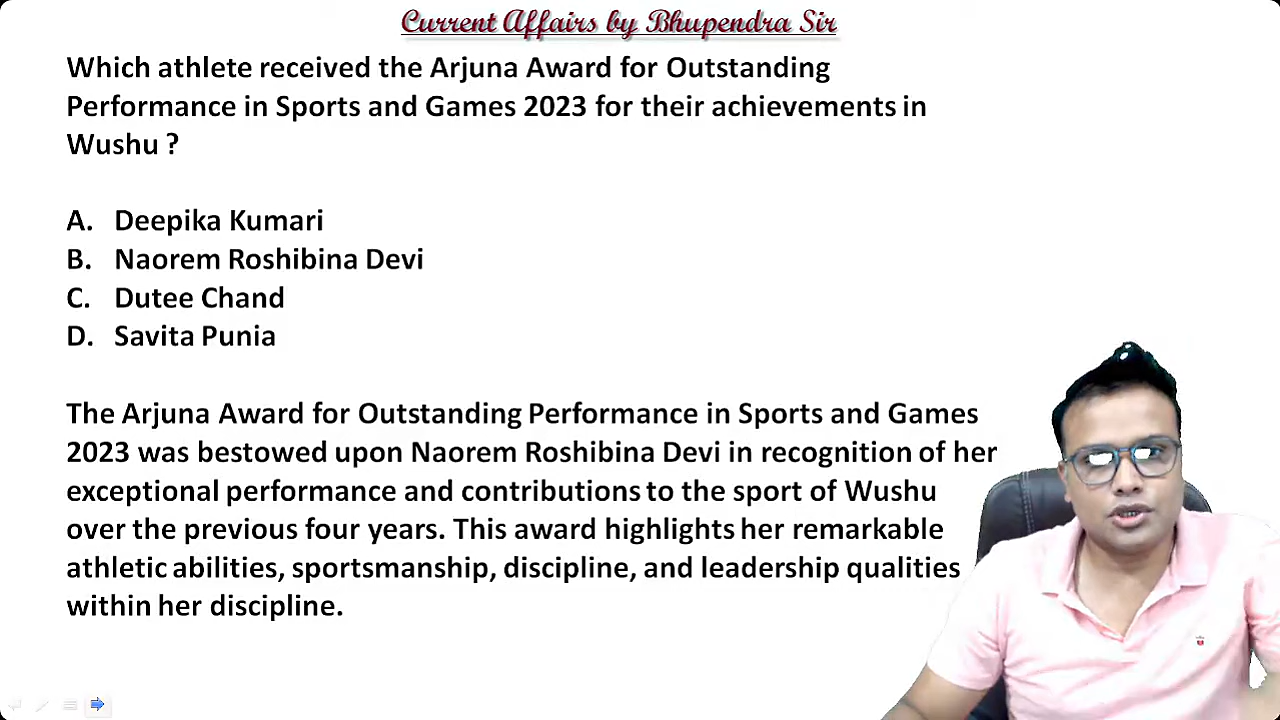 Current Affairs by Bhupendra Sir
Which athlete received the Arjuna Award for Outstanding
Performance in Sports and Games 2023 for their achievements in
Wushu ?
A. Deepika Kumari
B. Naorem Roshibina Devi
C. Dutee Chand
D. Savita Punia
The Arjuna Award for Outstanding Performance in Sports and Games
2023 was bestowed upon Naorem Roshibina Devi in recognition of her
exceptional performance and contributions to the sport of Wushu
over the previous four years. This award highlights her remarkable
athletic abilities, sportsmanship, discipline, and leadership qualities
within her discipline.